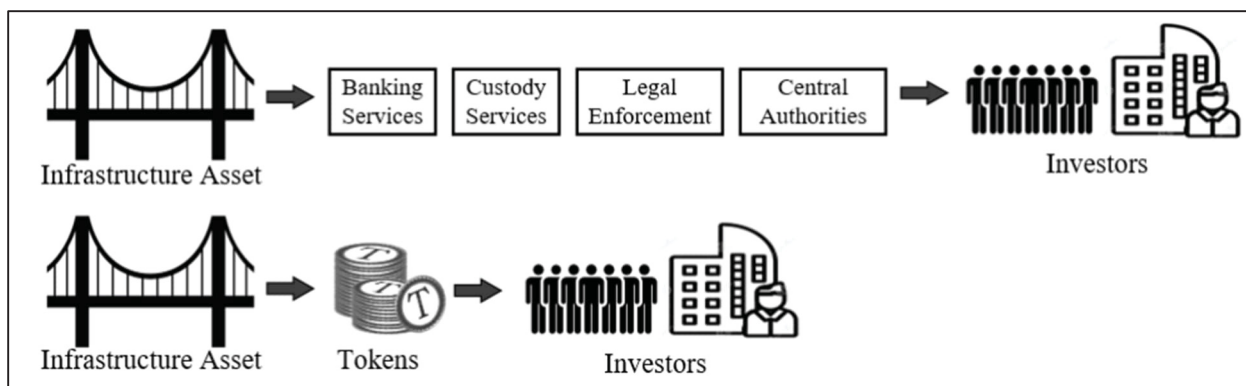 Banking
Services
Custody
Services
Legal
Enforcement
Central
Authorities
Infrastructure Asset
Investors
T
T
Infrastructure Asset
Tokens
Investors